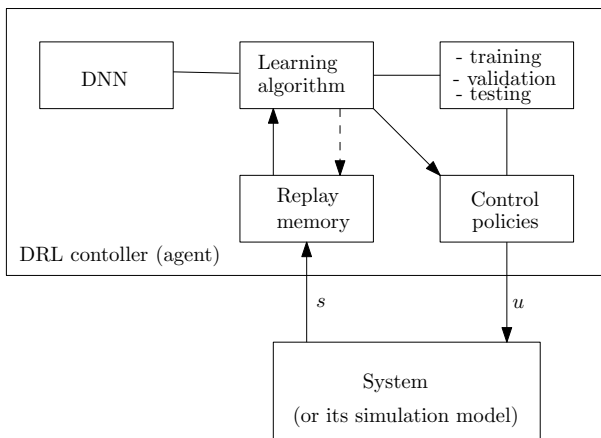 DNN
Learning
algorithm
- training
- validation
- testing
Replay
memory
Control
policies
DRL contoller (agent)
s
u
System
(or its simulation model)